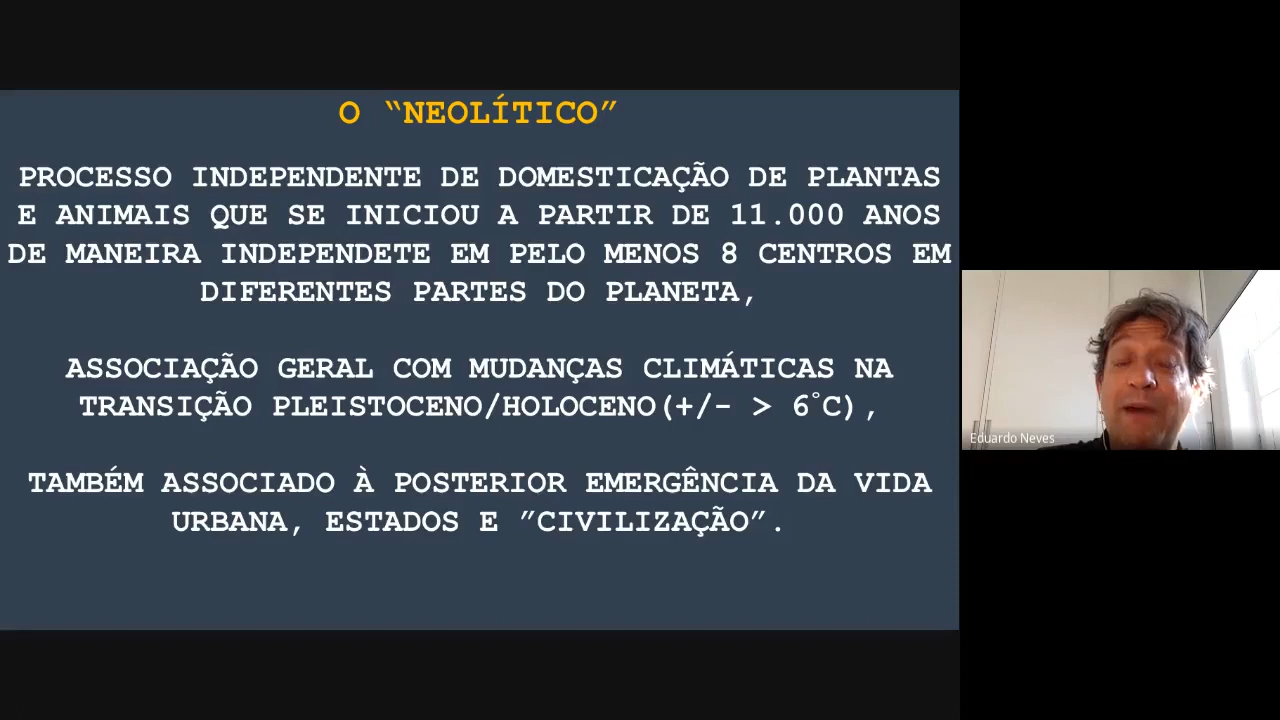 O “NEOLÍTICO”
PROCESSO INDEPENDENTE DE DOMESTICAÇÃO DE PLANTAS
E ANIMAIS QUE SE INICIOU A PARTIR DE 11.000 ANOS
DE MANEIRA INDEPENDETE EM PELO MENOS 8 CENTROS EM
DIFERENTES PARTES DO PLANETA,
ASSOCIAÇÃO GERAL COM MUDANÇAS CLIMÁTICAS NA
TRANSIÇÃO PLEISTOCENO/HOLOCENO(+/- > 6°C),
TAMBÉM ASSOCIADO À POSTERIOR EMERGÊNCIA DA VIDA
URBANA, ESTADOS E ”CIVILIZAÇÃO”.
Eduardo Neves